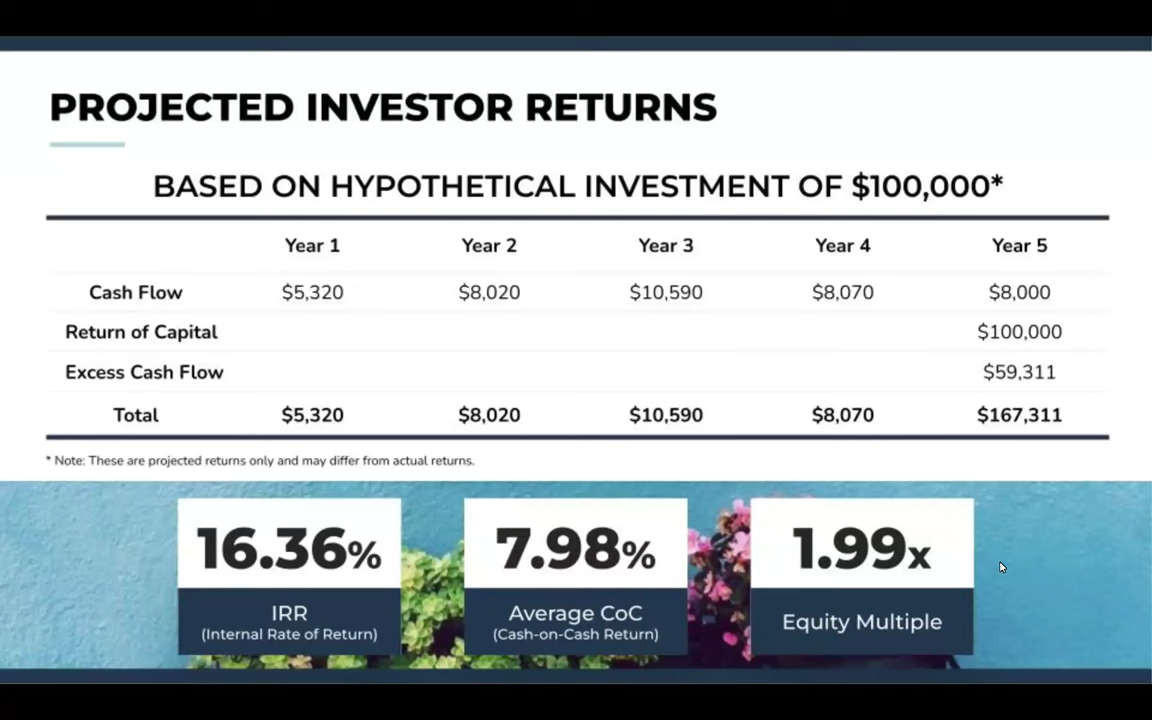 PROJECTED INVESTOR RETURNS
BASED ON HYPOTHETICAL INVESTMENT OF $100,000*
Year 1 Year 2 Year 3 Year 4 Year 5
Cash Flow $5,320 $8,020 $10,590 $8,070 $8,000
Return of Capital $100,000
Excess Cash Flow $59,311
Total $5,320 $8,020 $10,590 $8,070 $167,311
* Note: These are projected returns only and may differ from actual returns.
16.36% 7.98% 1.99x
IRR Average CoC Equity Multiple
(Internal Rate of Return) (Cash-on-Cash Return)